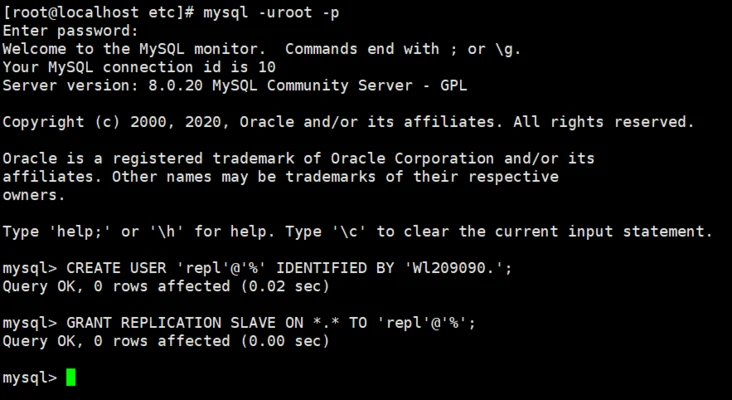 [root@localhost etc]# mysql -uroot -p
Enter password:
Welcome to the MySQL monitor.  Commands end with ; or \g.
Your MySQL connection id is 10
Server version: 8.0.20 MySQL Community Server - GPL
Copyright (c) 2000, 2020, Oracle and/or its affiliates. All rights reserved.
Oracle is a registered trademark of Oracle Corporation and/or its
affiliates. Other names may be trademarks of their respective
owners.
Type 'help;' or '\h' for help. Type '\c' to clear the current input statement.
mysql> CREATE USER 'repl'@'%' IDENTIFIED BY 'Wl209090.';
Query OK, 0 rows affected (0.02 sec)
mysql> GRANT REPLICATION SLAVE ON *.* TO 'repl'@'%';
Query OK, 0 rows affected (0.00 sec)
mysql>